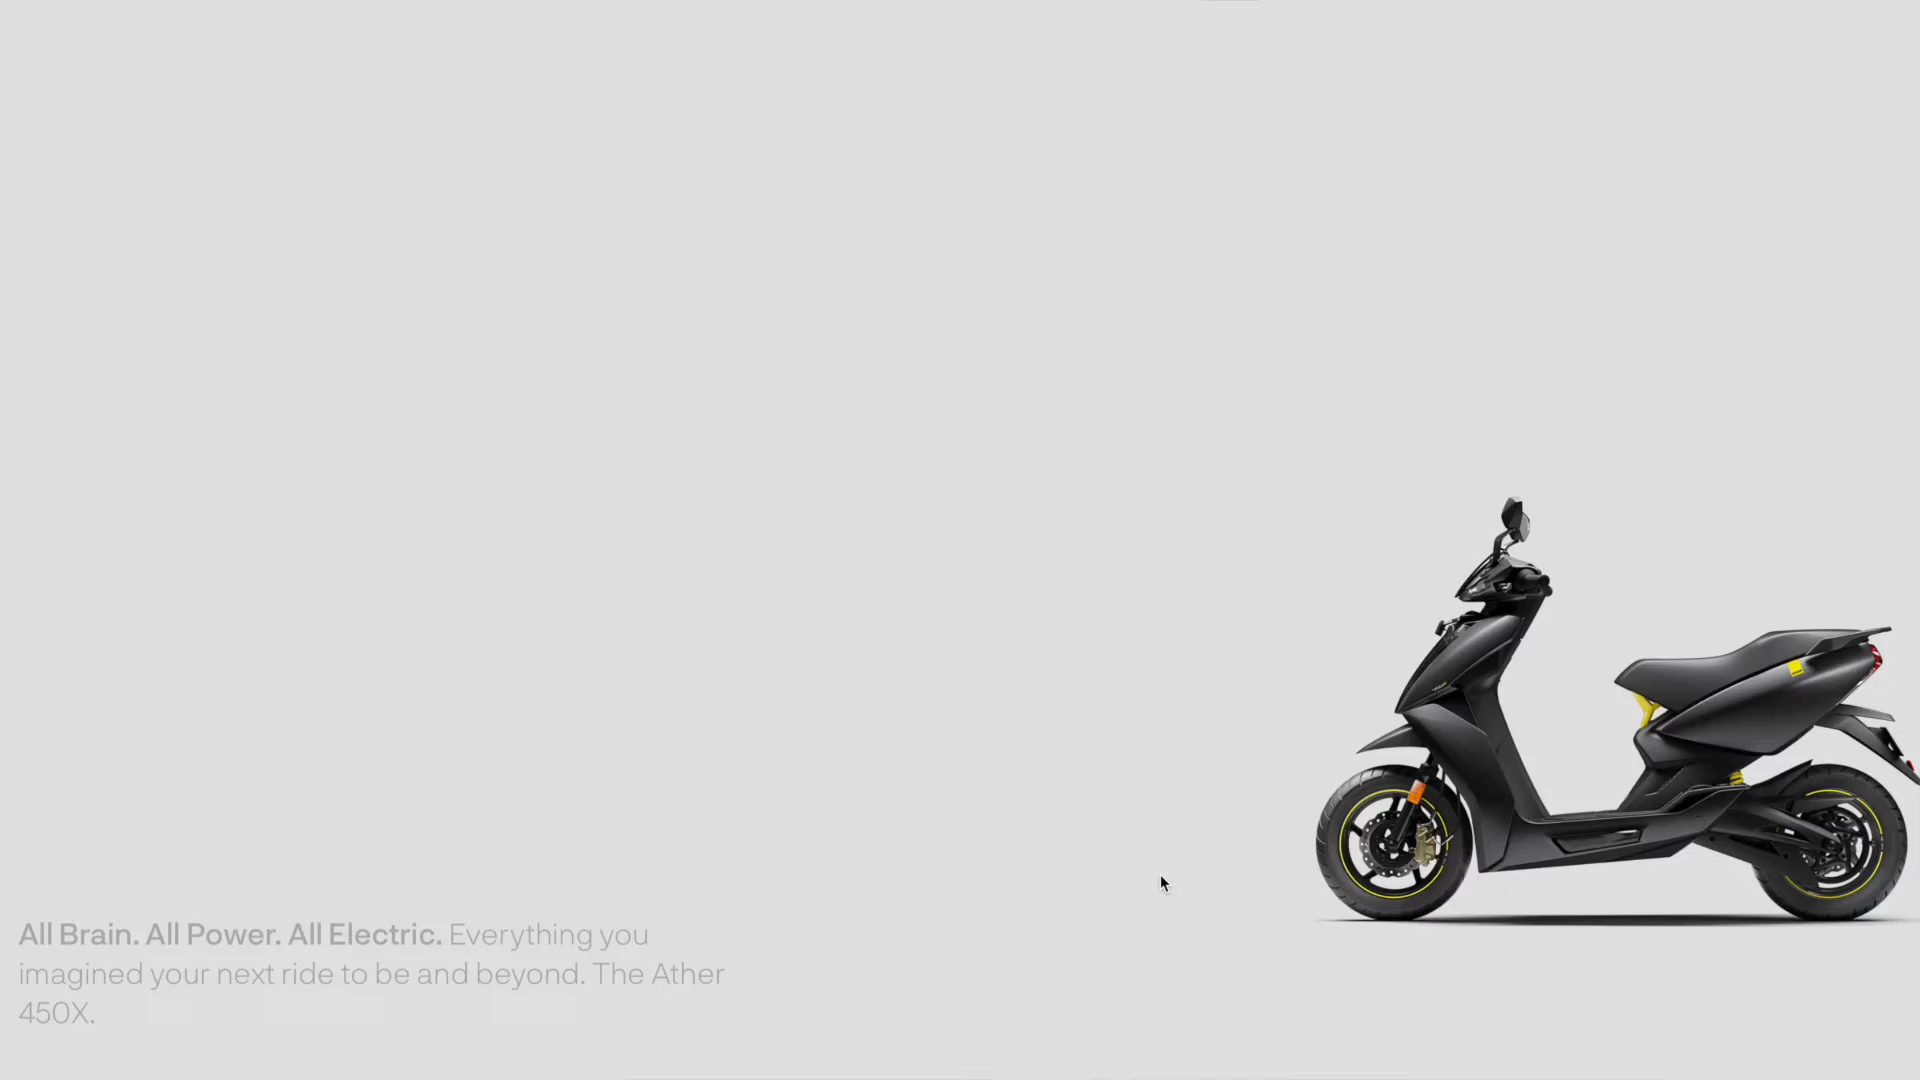 All Brain. All Power. All Electric. Everything you
imagined your next ride to be and beyond. The Ather
450X.